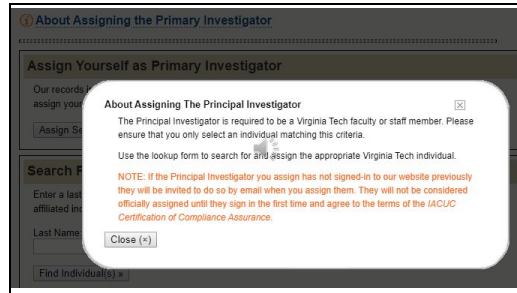 About Assigning the Primary Investigator
Assign Yourself as Primary Investigator
Our records
assign your
Assign Se
Search F
Enter a last
affiliated inc
Last Name:
Find Individual(s) »
About Assigning The Principal Investigator
The Principal Investigator is required to be a Virginia Tech faculty or staff member. Please
ensure that you only select an individual matching this criteria.
Use the lookup form to search for and assign the appropriate Virginia Tech individual.
NOTE: If the Principal Investigator you assign has not signed-in to our website previously
they will be invited to do so by email when you assign them. They will not be considered
officially assigned until they sign in the first time and agree to the terms of the IACUC
Certification of Compliance Assurance.
Close (×)